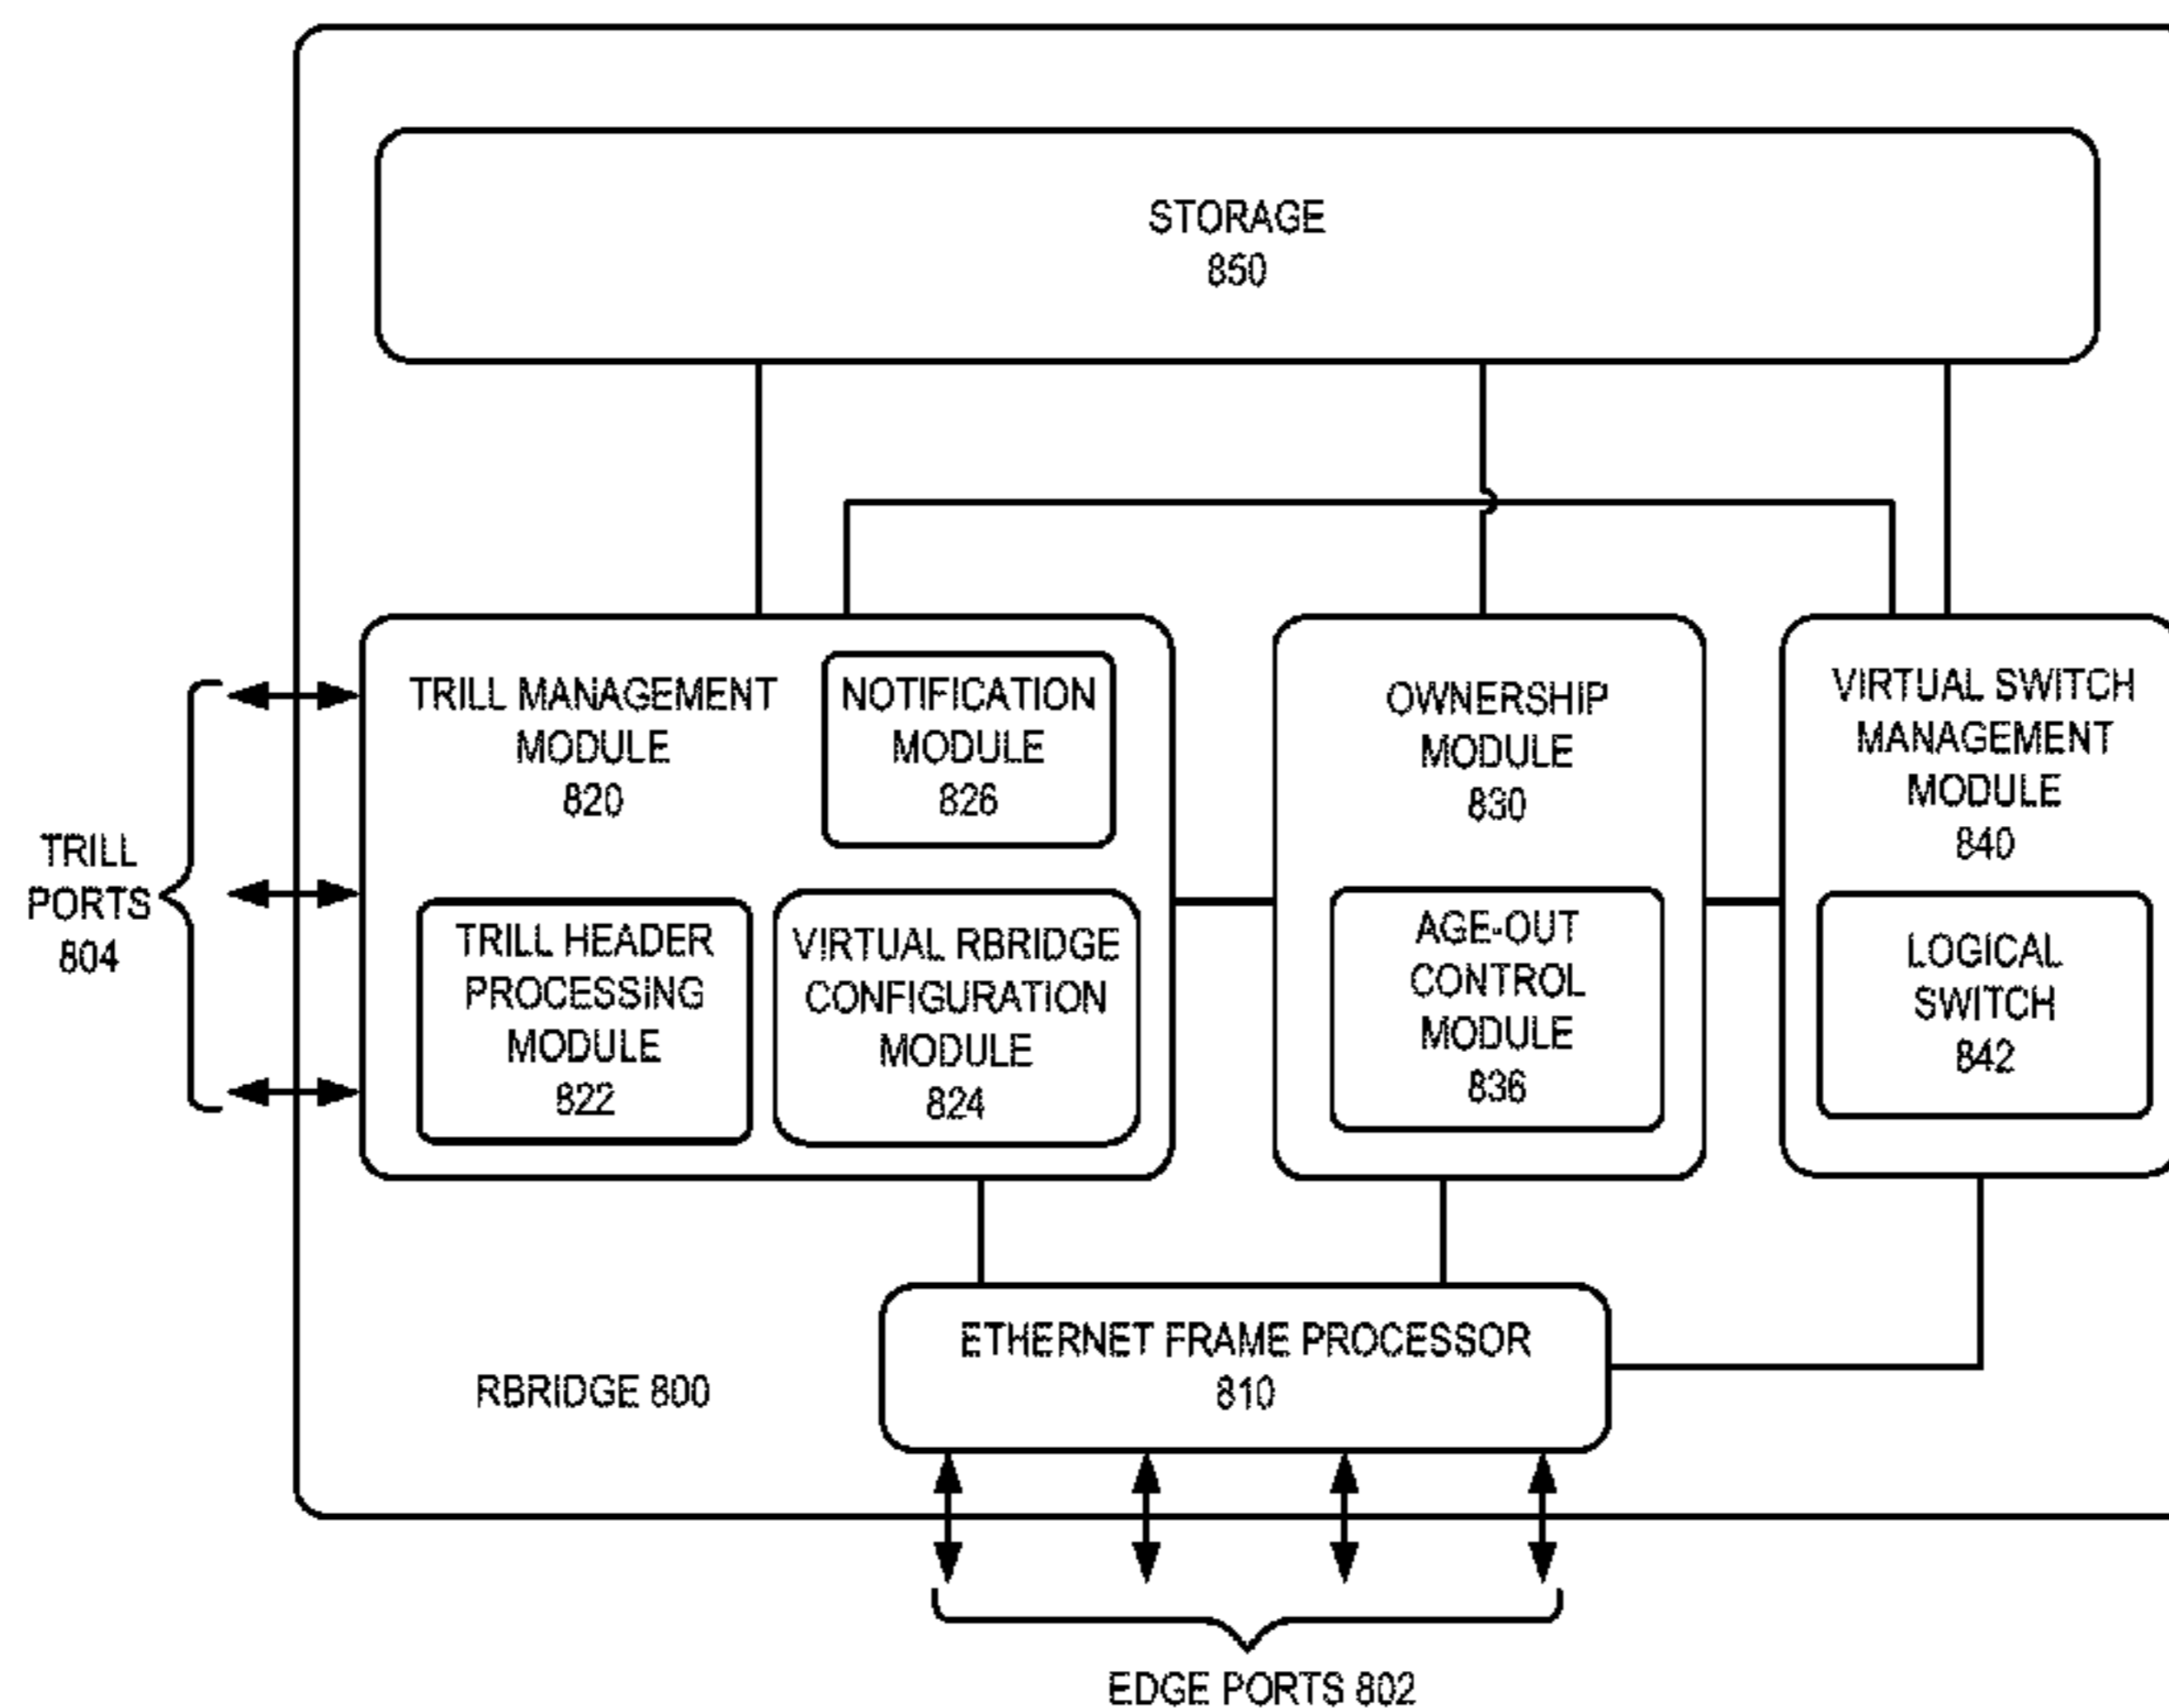 STORAGE
850
TRILL MANAGEMENT
MODULE
820
NOTIFICATION
MODULE
826
OWNERSHIP
MODULE
830
VIRTUAL SWITCH
MANAGEMENT
MODULE
840
TRILL
PORTS
804
TRILL HEADER
PROCESSING
MODULE
822
VIRTUAL RBRIDGE
CONFIGURATION
MODULE
824
AGE-OUT
CONTROL
MODULE
836
LOGICAL
SWITCH
842
ETHERNET FRAME PROCESSOR
810
RBRIDGE 800
EDGE PORTS 802